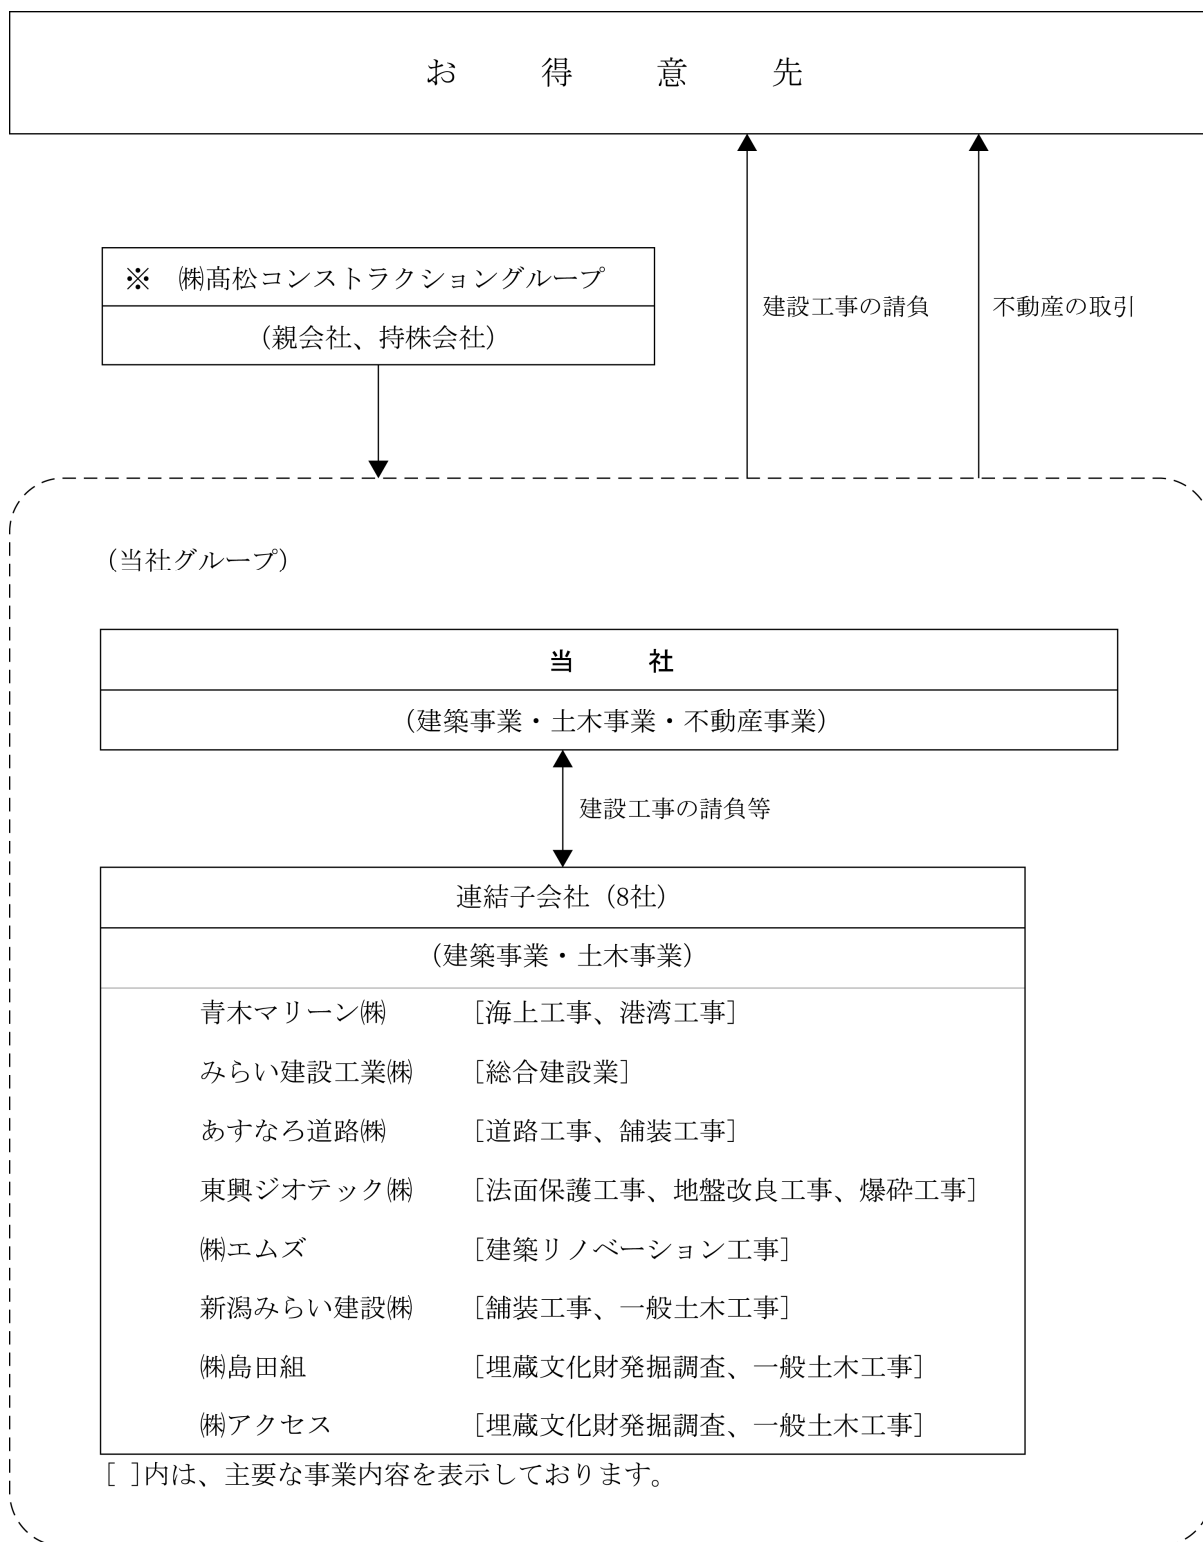 お得意先
※ ㈱髙松コンストラクショングループ
（親会社、持株会社）
建設工事の請負
不動産の取引
（当社グループ）
当社
（建築事業・土木事業・不動産事業）
建設工事の請負等
連結子会社（8社）
（建築事業・土木事業）
青木マリーン㈱ [海上工事、港湾工事]
みらい建設工業㈱ [総合建設業]
あすなろ道路㈱ [道路工事、舗装工事]
東興ジオテック㈱ [法面保護工事、地盤改良工事、爆砕工事]
㈱エムズ [建築リノベーション工事]
新潟みらい建設㈱ [舗装工事、一般土木工事]
㈱島田組 [埋蔵文化財発掘調査、一般土木工事]
㈱アクセス [埋蔵文化財発掘調査、一般土木工事]
[ ]内は、主要な事業内容を表示しております。